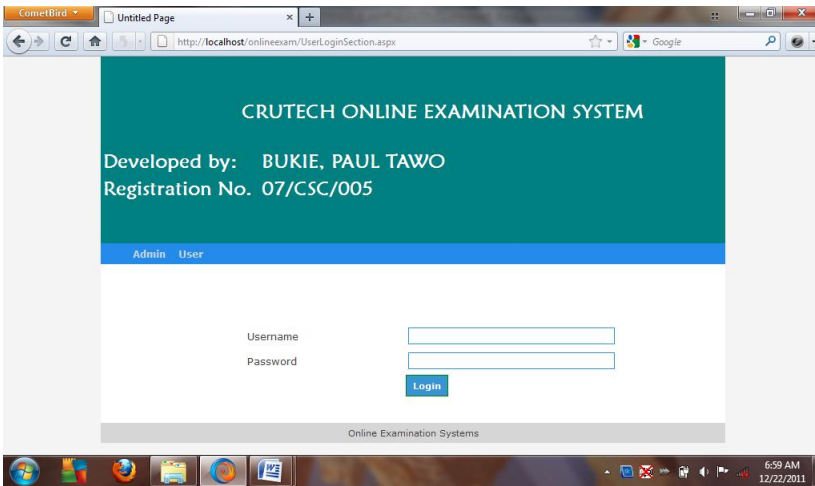 CometBird
Untitled Page
http://localhost/onlineexam/UserLoginSection.aspx
Google
CRUTECH ONLINE EXAMINATION SYSTEM
Developed by: BUKIE, PAUL TAWO
Registration No. 07/CSC/005
Admin User
Username
Password
Login
Online Examination Systems
6:59 AM
12/22/2011